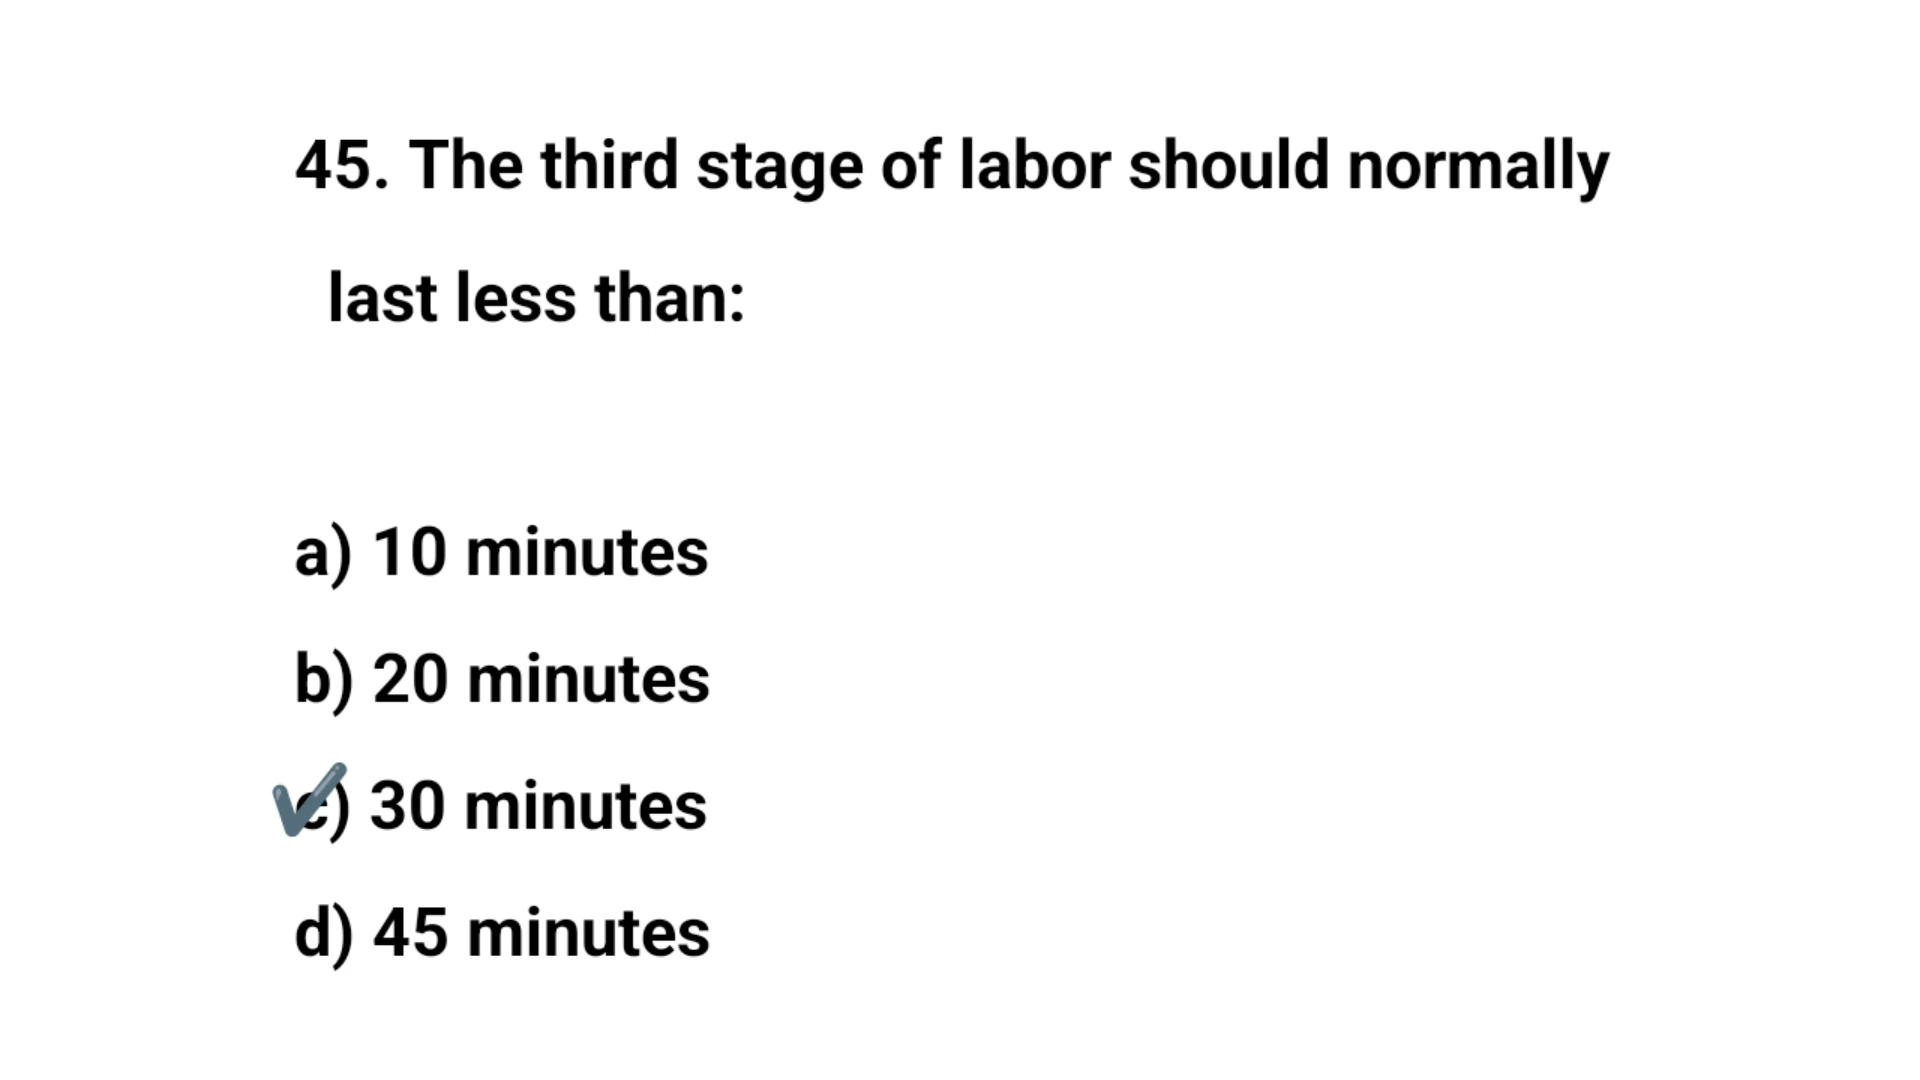 45. The third stage of labor should normally
last less than:
a) 10 minutes
b) 20 minutes
c) 30 minutes
d) 45 minutes